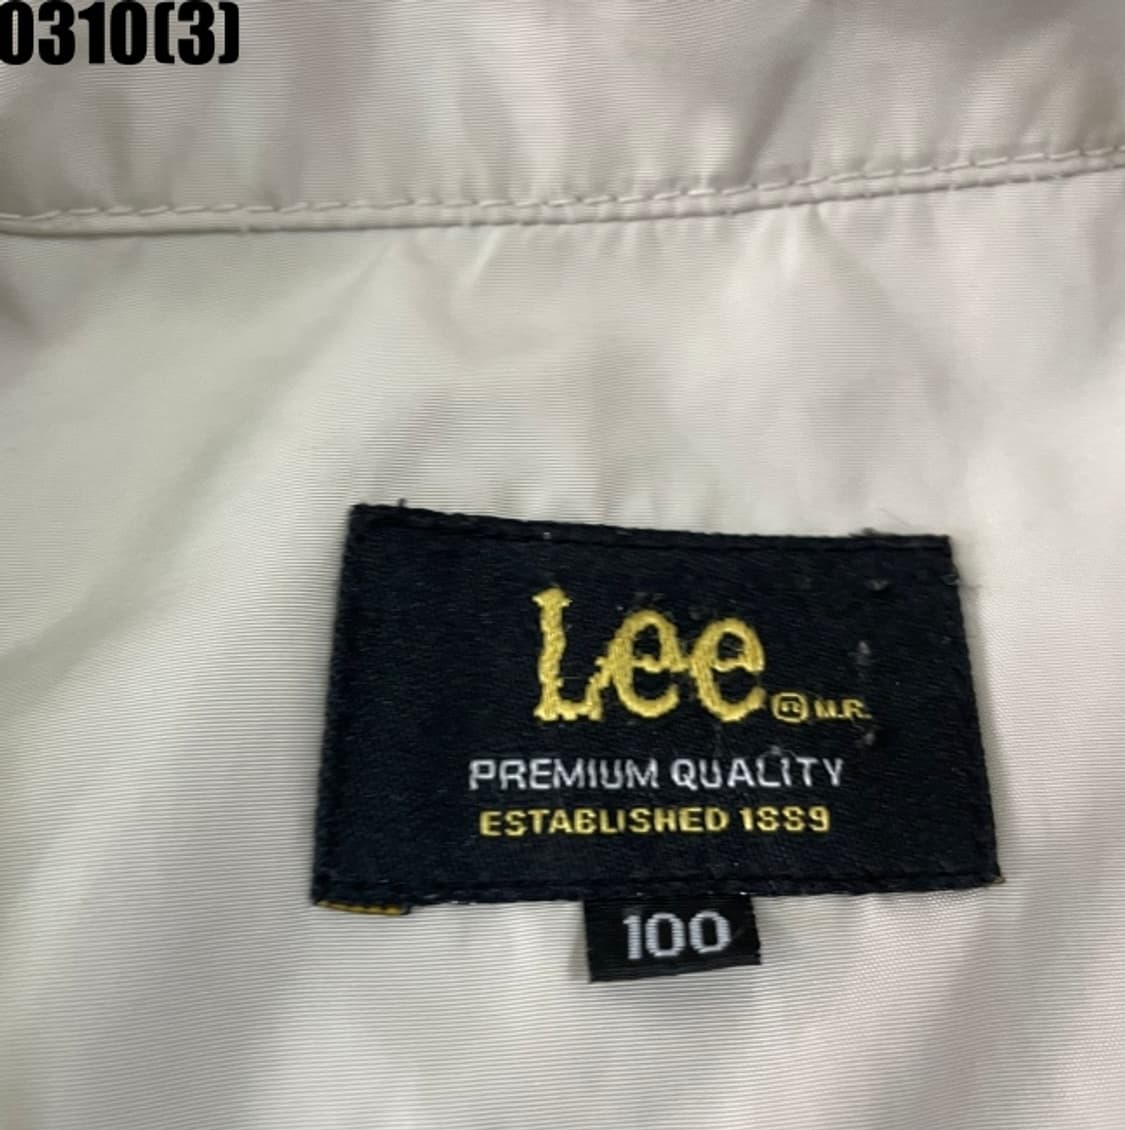 0310(3)
Lee ® M.R.
PREMIUM QUALITY
ESTABLISHED 1889
100